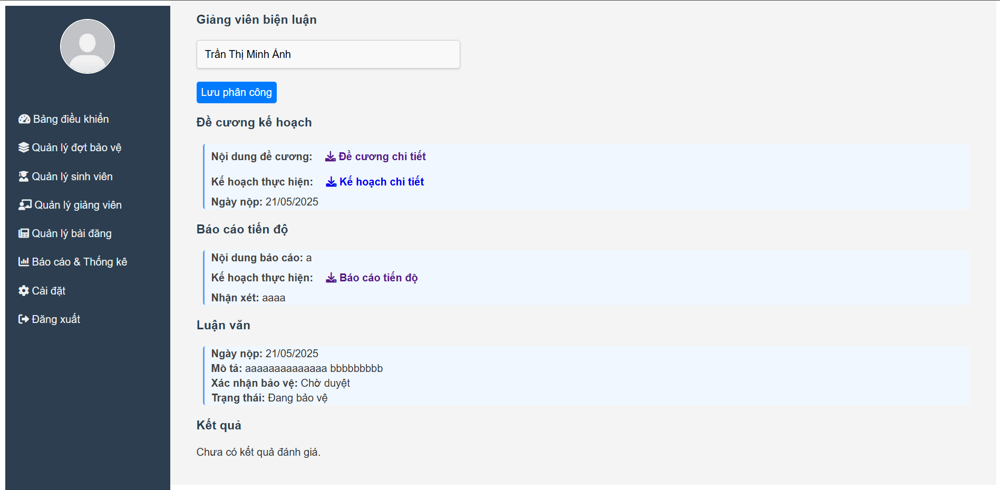 Bảng điều khiển
Quản lý đợt bảo vệ
Quản lý sinh viên
Quản lý giảng viên
Quản lý bài đăng
Báo cáo & Thống kê
Cài đặt
Đăng xuất
Giảng viên biện luận
Trần Thị Minh Ánh
Lưu phân công
Đề cương kế hoạch
Nội dung đề cương: Đề cương chi tiết
Kế hoạch thực hiện: Kế hoạch chi tiết
Ngày nộp: 21/05/2025
Báo cáo tiến độ
Nội dung báo cáo: a
Kế hoạch thực hiện: Báo cáo tiến độ
Nhận xét: aaaa
Luận văn
Ngày nộp: 21/05/2025
Mô tả: aaaaaaaaaaaaaa bbbbbbbbb
Xác nhận bảo vệ: Chờ duyệt
Trạng thái: Đang bảo vệ
Kết quả
Chưa có kết quả đánh giá.